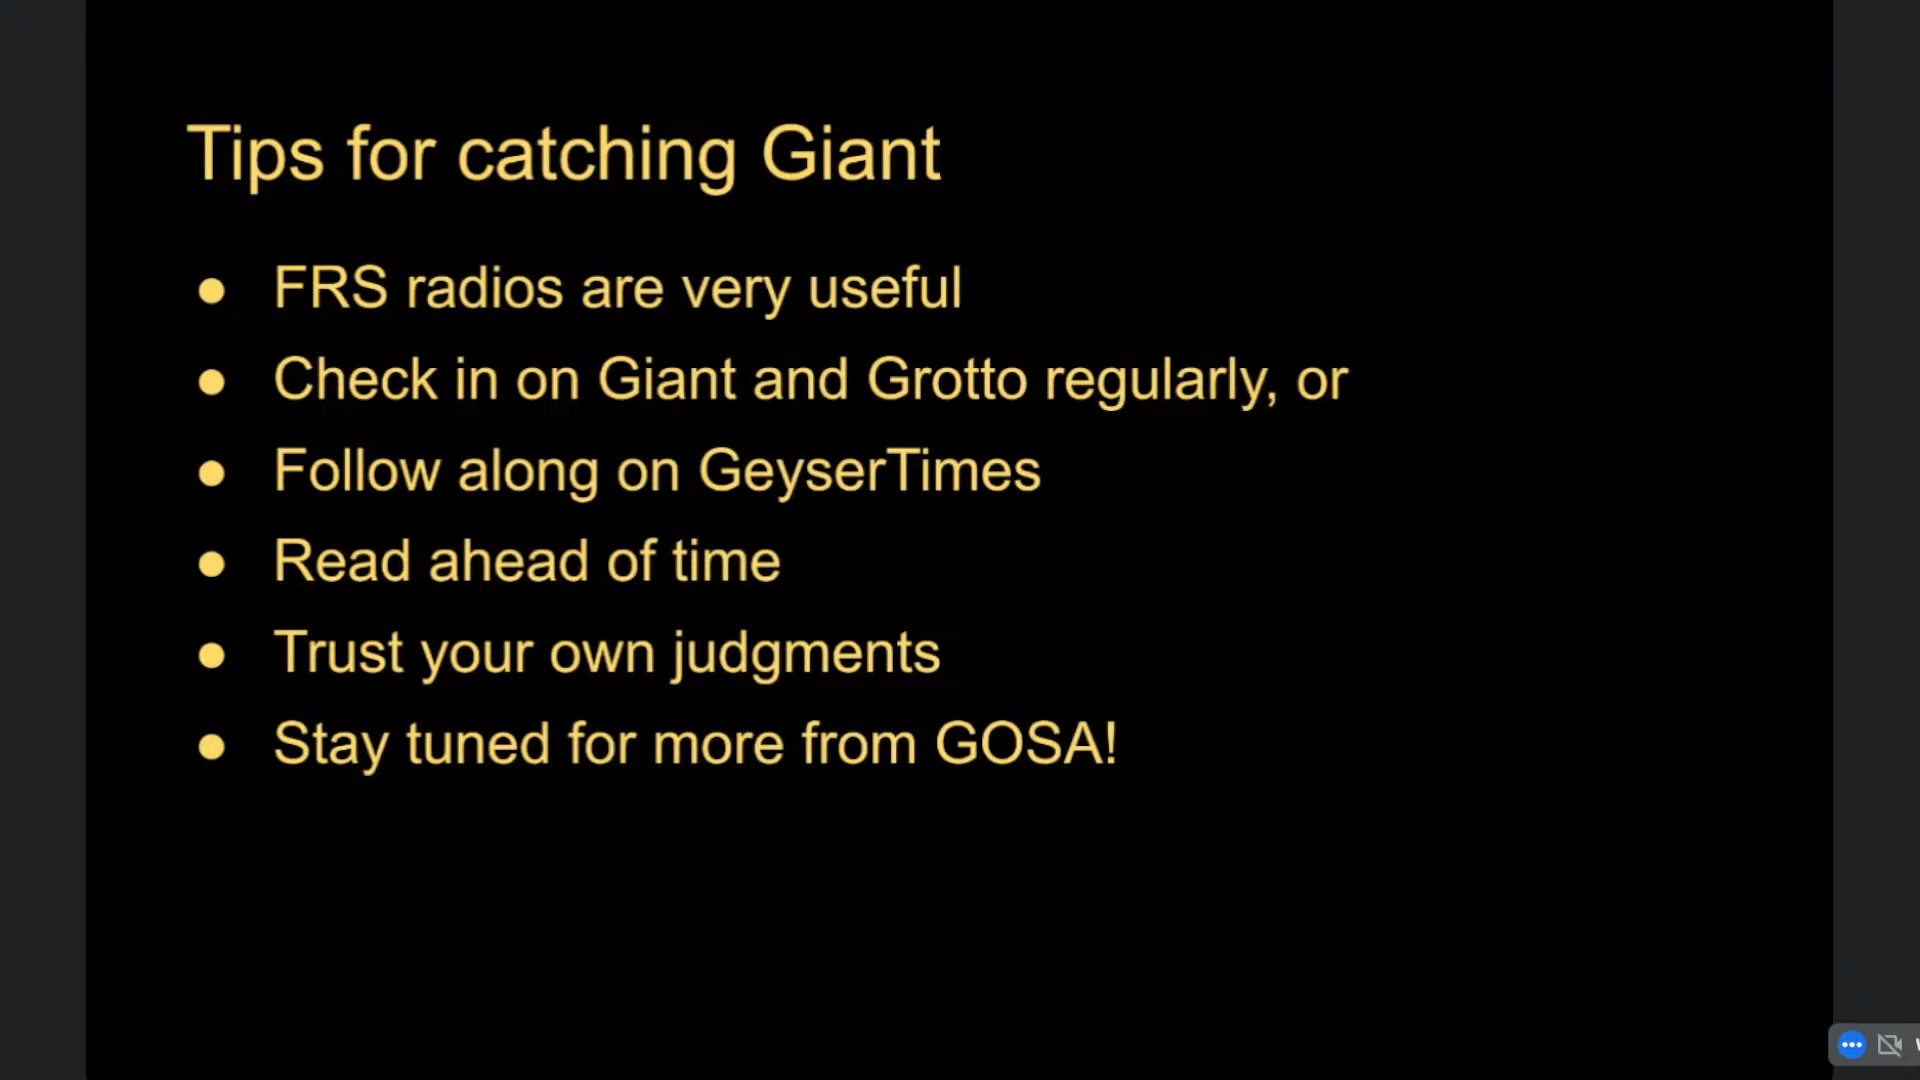 Tips for catching Giant
● FRS radios are very useful
● Check in on Giant and Grotto regularly, or
● Follow along on GeyserTimes
● Read ahead of time
● Trust your own judgments
● Stay tuned for more from GOSA!